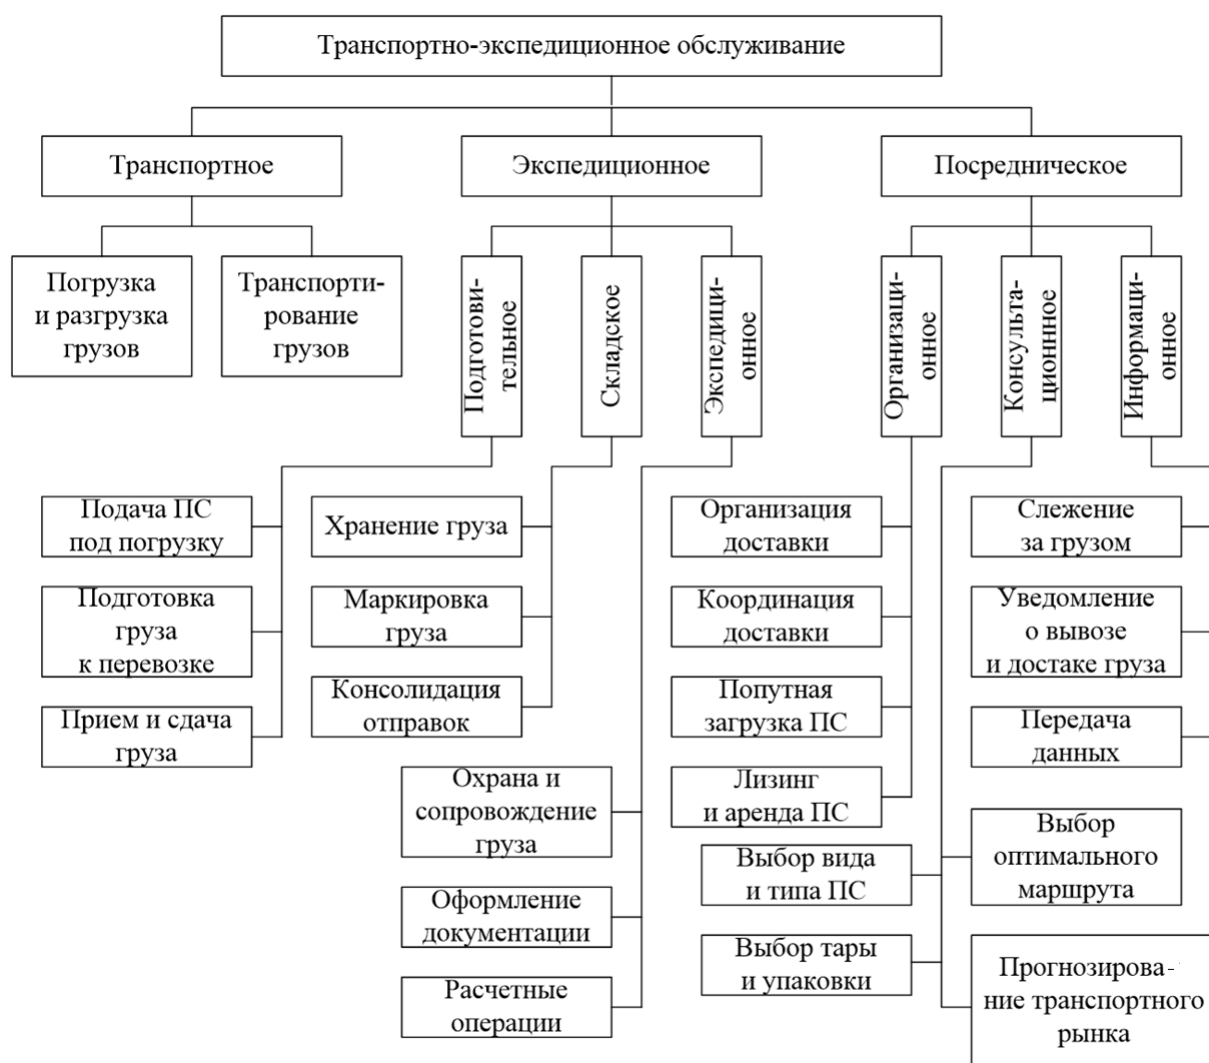 Транспортно-экспедиционное обслуживание
Транспортное
Экспедиционное
Посредническое
Погрузка
и разгрузка
грузов
Транспорти-
рование
грузов
Подготови-
тельное
Складское
Экспедици-
онное
Организаци-
онное
Консульта-
ционнное
Информаци-
онное
Подача ПС
под погрузку
Подготовка
груза
к перевозке
Прием и сдача
груза
Хранение груза
Маркировка
груза
Консолидация
отправок
Охрана и
сопровождение
груза
Оформление
документации
Расчетные
операции
Организация
доставки
Координация
доставки
Попутная
загрузка ПС
Лизинг
и аренда ПС
Выбор вида
и типа ПС
Выбор тары
и упаковки
Слежение
за грузом
Уведомление
о вывозе
и достаке груза
Передача
данных
Выбор
оптимального
маршрута
Прогнозирова-
ние транспортного
рынка